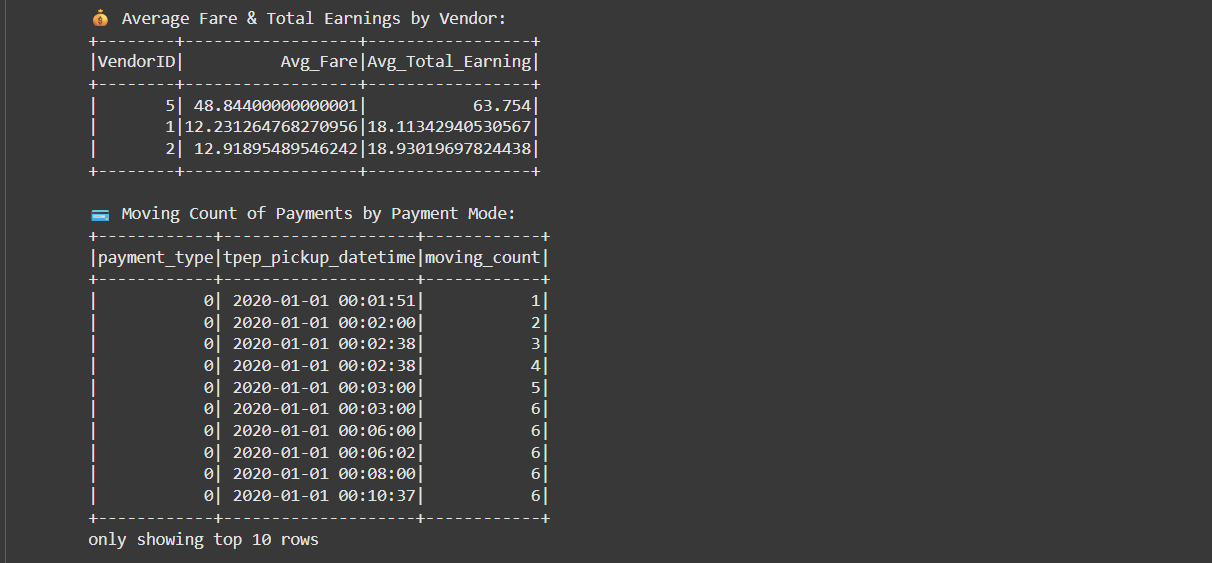 💰 Average Fare & Total Earnings by Vendor:
+--------+------------------+-----------------+
|VendorID|          Avg_Fare|Avg_Total_Earning|
+--------+------------------+-----------------+
|       5| 48.84400000000001|           63.754|
|       1|12.231264768270956|18.11342940530567|
|       2| 12.91895489546242|18.93019697824438|
+--------+------------------+-----------------+
💳 Moving Count of Payments by Payment Mode:
+------------+--------------------+------------+
|payment_type|tpep_pickup_datetime|moving_count|
+------------+--------------------+------------+
|           0| 2020-01-01 00:01:51|           1|
|           0| 2020-01-01 00:02:00|           2|
|           0| 2020-01-01 00:02:38|           3|
|           0| 2020-01-01 00:02:38|           4|
|           0| 2020-01-01 00:03:00|           5|
|           0| 2020-01-01 00:03:00|           6|
|           0| 2020-01-01 00:06:00|           6|
|           0| 2020-01-01 00:06:02|           6|
|           0| 2020-01-01 00:08:00|           6|
|           0| 2020-01-01 00:10:37|           6|
+------------+--------------------+------------+
only showing top 10 rows